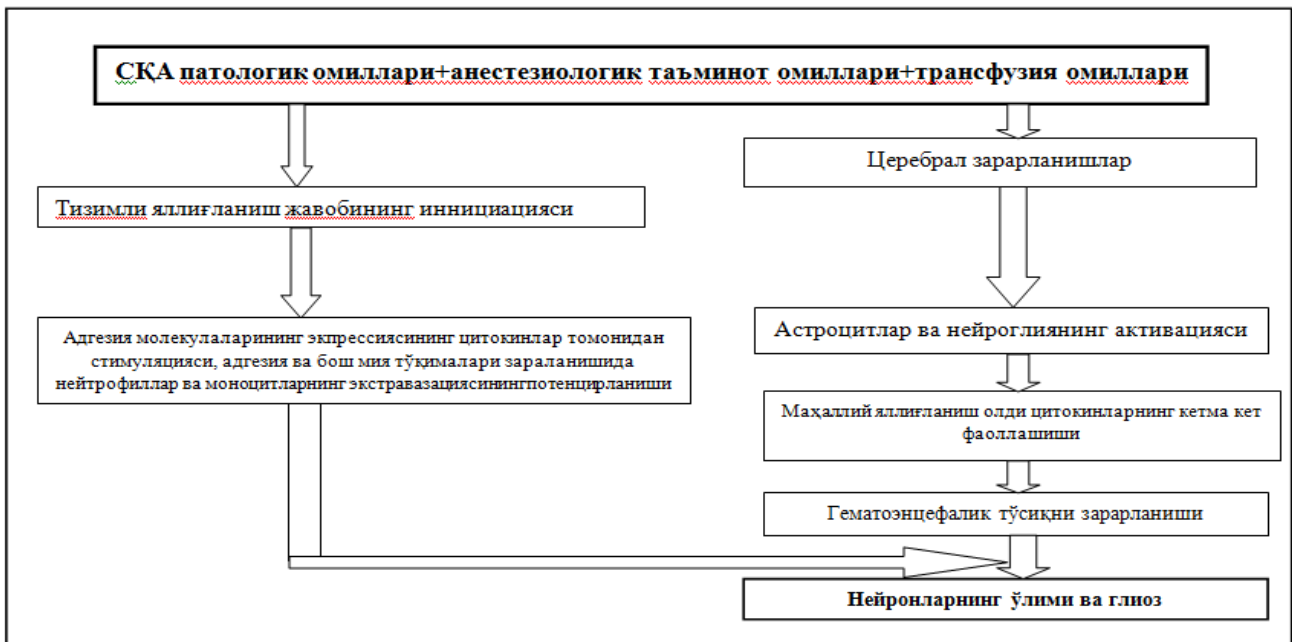 СҚА патологик омиллари+анестезиологик таъминот омиллари+трансфузия омиллари
Церебрал зарарланишлар
Тизимли яллиғланиш жавобининг иннициацияси
Адгезия молекулаларининг экпрессиясининг цитокинлар томонидан
стимуляцияси, адгезия ва бош мия тўқималари зараланишида
нейтрофиллар ва моноцитларнинг экстравазациясинингпотенцирланиши
Астроцитлар ва нейроглиянинг активацияси
Маҳаллий яллиғланиш олди цитокинларнинг кетма кет
фаоллашиши
Гематоэнцефалик тўсиқни зарарланиши
Нейронларнинг ўлими ва глиоз